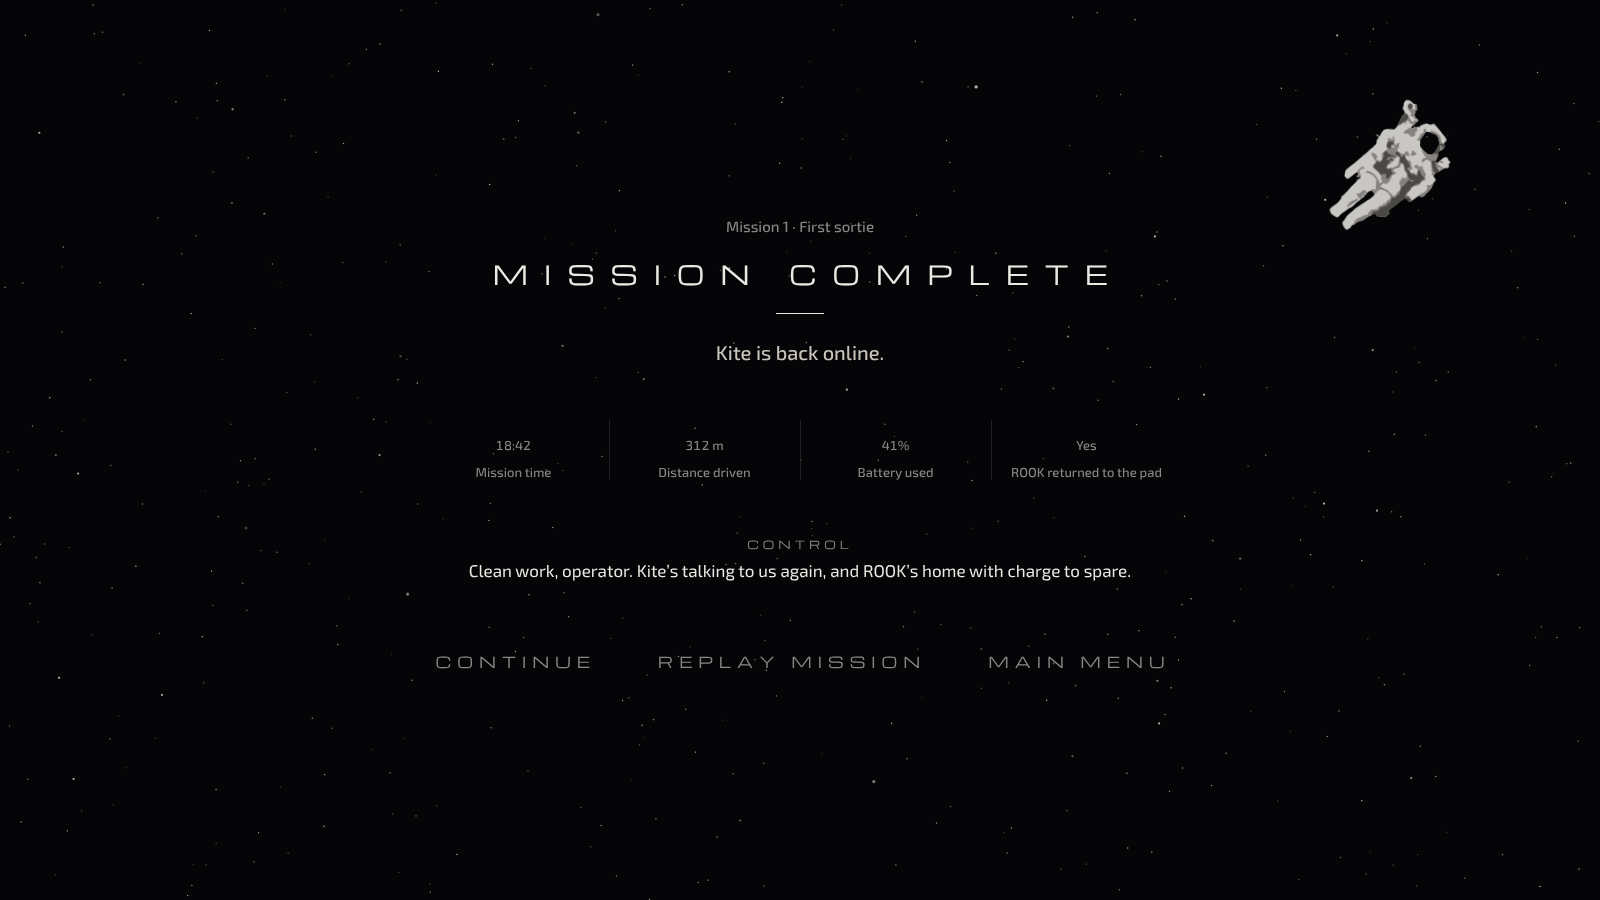 Mission 1 · First sortie
MISSION COMPLETE
Kite is back online.
18:42
Mission time
312 m
Distance driven
41%
Battery used
Yes
ROOK returned to the pad
CONTROL
Clean work, operator. Kite’s talking to us again, and ROOK’s home with charge to spare.
CONTINUE
REPLAY MISSION
MAIN MENU